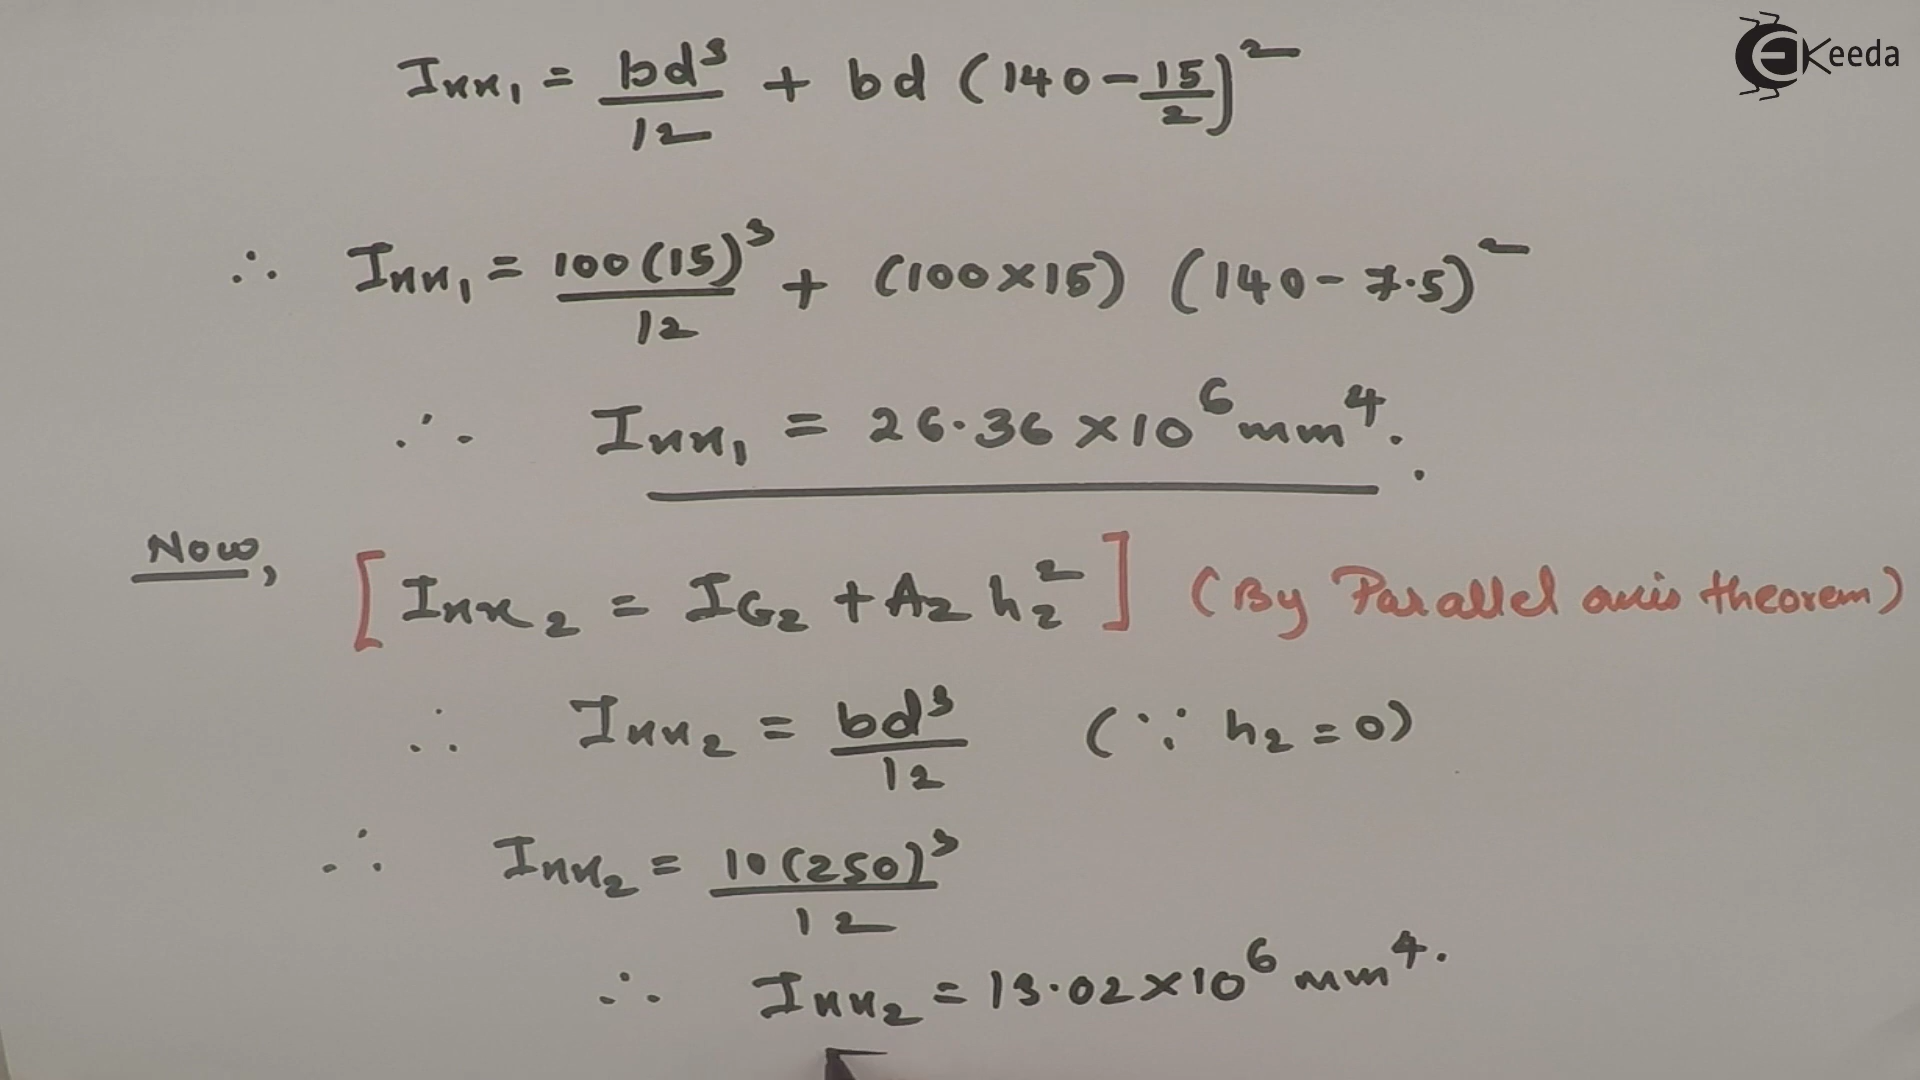 EKeeda
Ixx₁ = bd³/12 + bd (140 - 15/2)²
∴ Ixx₁ = 100(15)³/12 + (100×15) (140 - 7.5)²
∴ Ixx₁ = 26.36 × 10⁶ mm⁴.
Now, [Ixx₂ = IG₂ + A₂ h₂²] (By Parallel axis theorem)
∴ Ixx₂ = bd³/12 (∵ h₂ = 0)
∴ Ixx₂ = 10(250)³/12
∴ Ixx₂ = 13.02×10⁶ mm⁴.